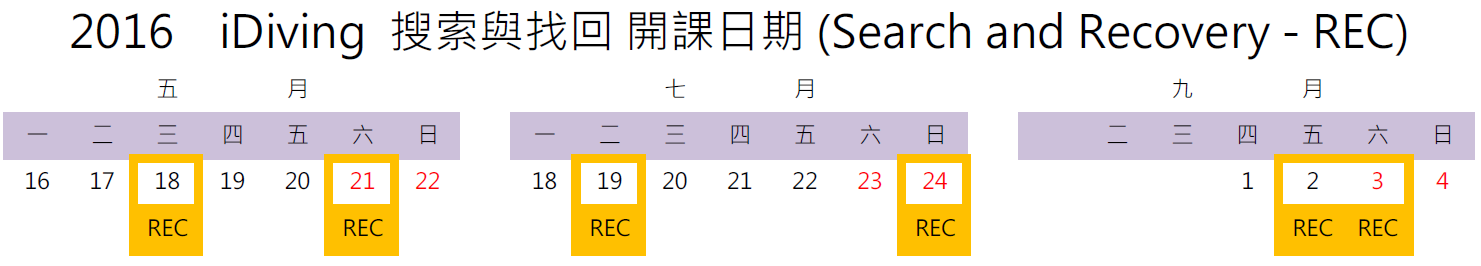 2016 iDiving 搜索與找回 開課日期 (Search and Recovery - REC)
五 月 七 月 九 月
一 二 三 四 五 六 日 一 二 三 四 五 六 日 二 三 四 五 六 日
16 17 18 19 20 21 22 18 19 20 21 22 23 24 1 2 3 4
REC REC REC REC REC REC